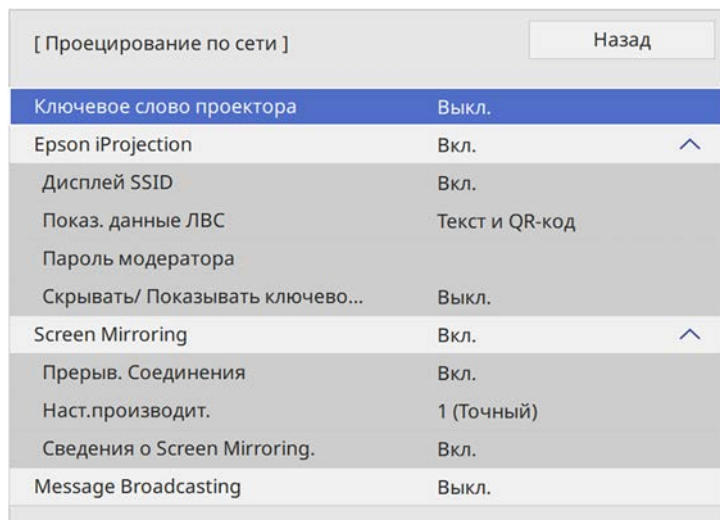 [ Проецирование по сети ] Назад
Ключевое слово проектора Выкл.
Epson iProjection Вкл.
Дисплей SSID Вкл.
Показ. данные ЛВС Текст и QR-код
Пароль модератора
Скрывать/ Показывать ключево... Выкл.
Screen Mirroring Вкл.
Прерыв. Соединения Вкл.
Наст.производит. 1 (Точный)
Сведения о Screen Mirroring. Вкл.
Message Broadcasting Выкл.